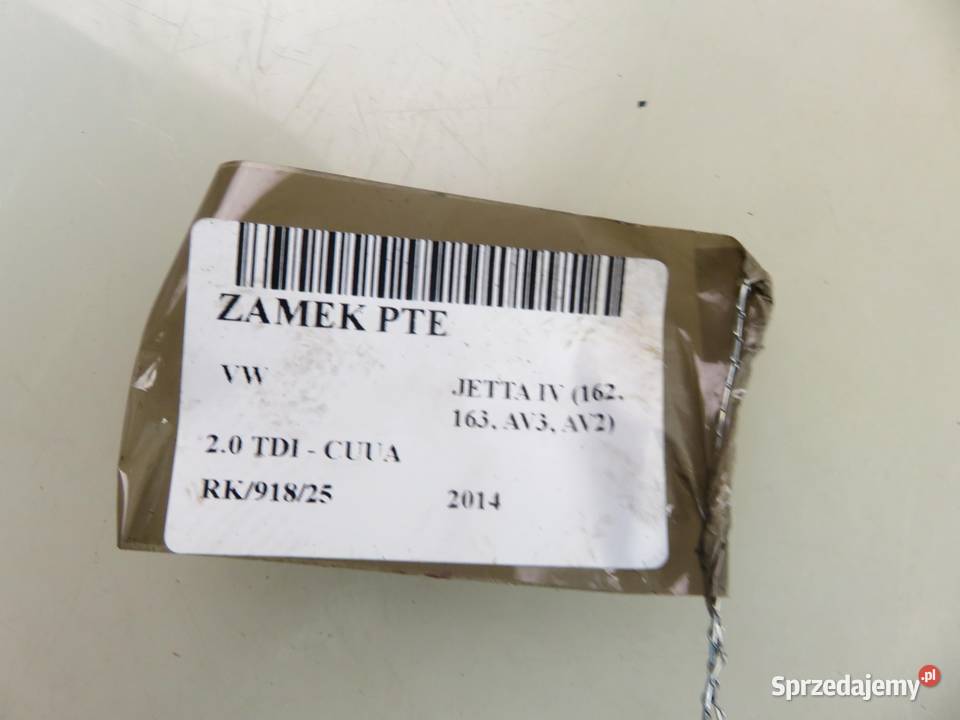 ZAMEK PTE
VW
JETTA IV (162,
163, AV3, AV2)
2.0 TDI - CUUA
RK/918/25
2014
Sprzedajemy.pl